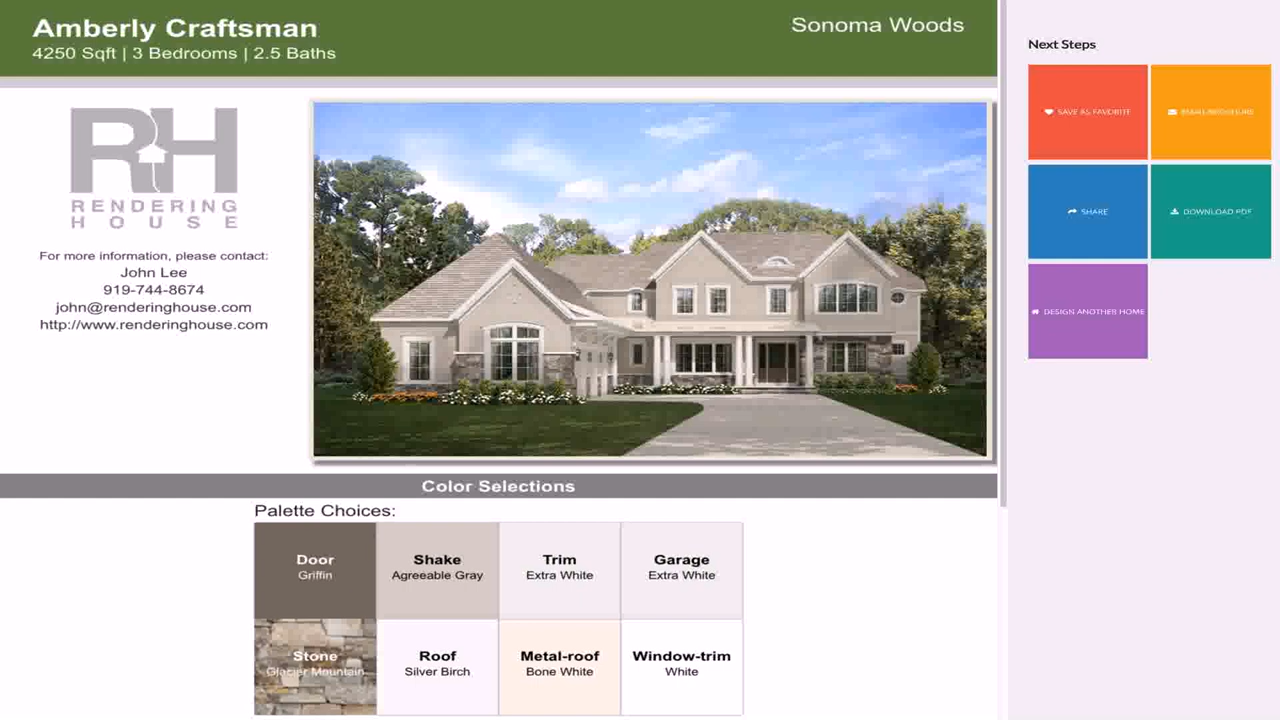 Amberly Craftsman
4250 Sqft | 3 Bedrooms | 2.5 Baths
Sonoma Woods
RH
RENDERING
HOUSE
For more information, please contact:
John Lee
919-744-8674
john@renderinghouse.com
http://www.renderinghouse.com
Color Selections
Palette Choices:
Door
Griffin
Shake
Agreeable Gray
Trim
Extra White
Garage
Extra White
Stone
Glacier Mountain
Roof
Silver Birch
Metal-roof
Bone White
Window-trim
White
Next Steps
SAVE AS FAVORITE
EMAIL BROCHURE
SHARE
DOWNLOAD PDF
DESIGN ANOTHER HOME